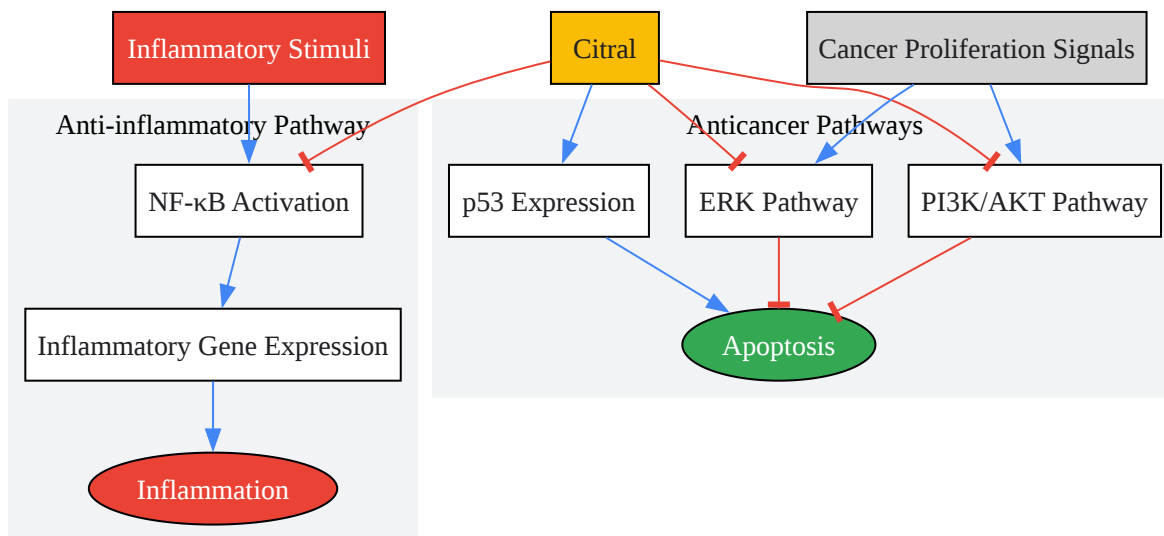 Inflammatory Stimuli
Citral
Cancer Proliferation Signals
Anti-inflammatory Pathway
Anticancer Pathways
NF-κB Activation
p53 Expression
ERK Pathway
PI3K/AKT Pathway
Inflammatory Gene Expression
Apoptosis
Inflammation